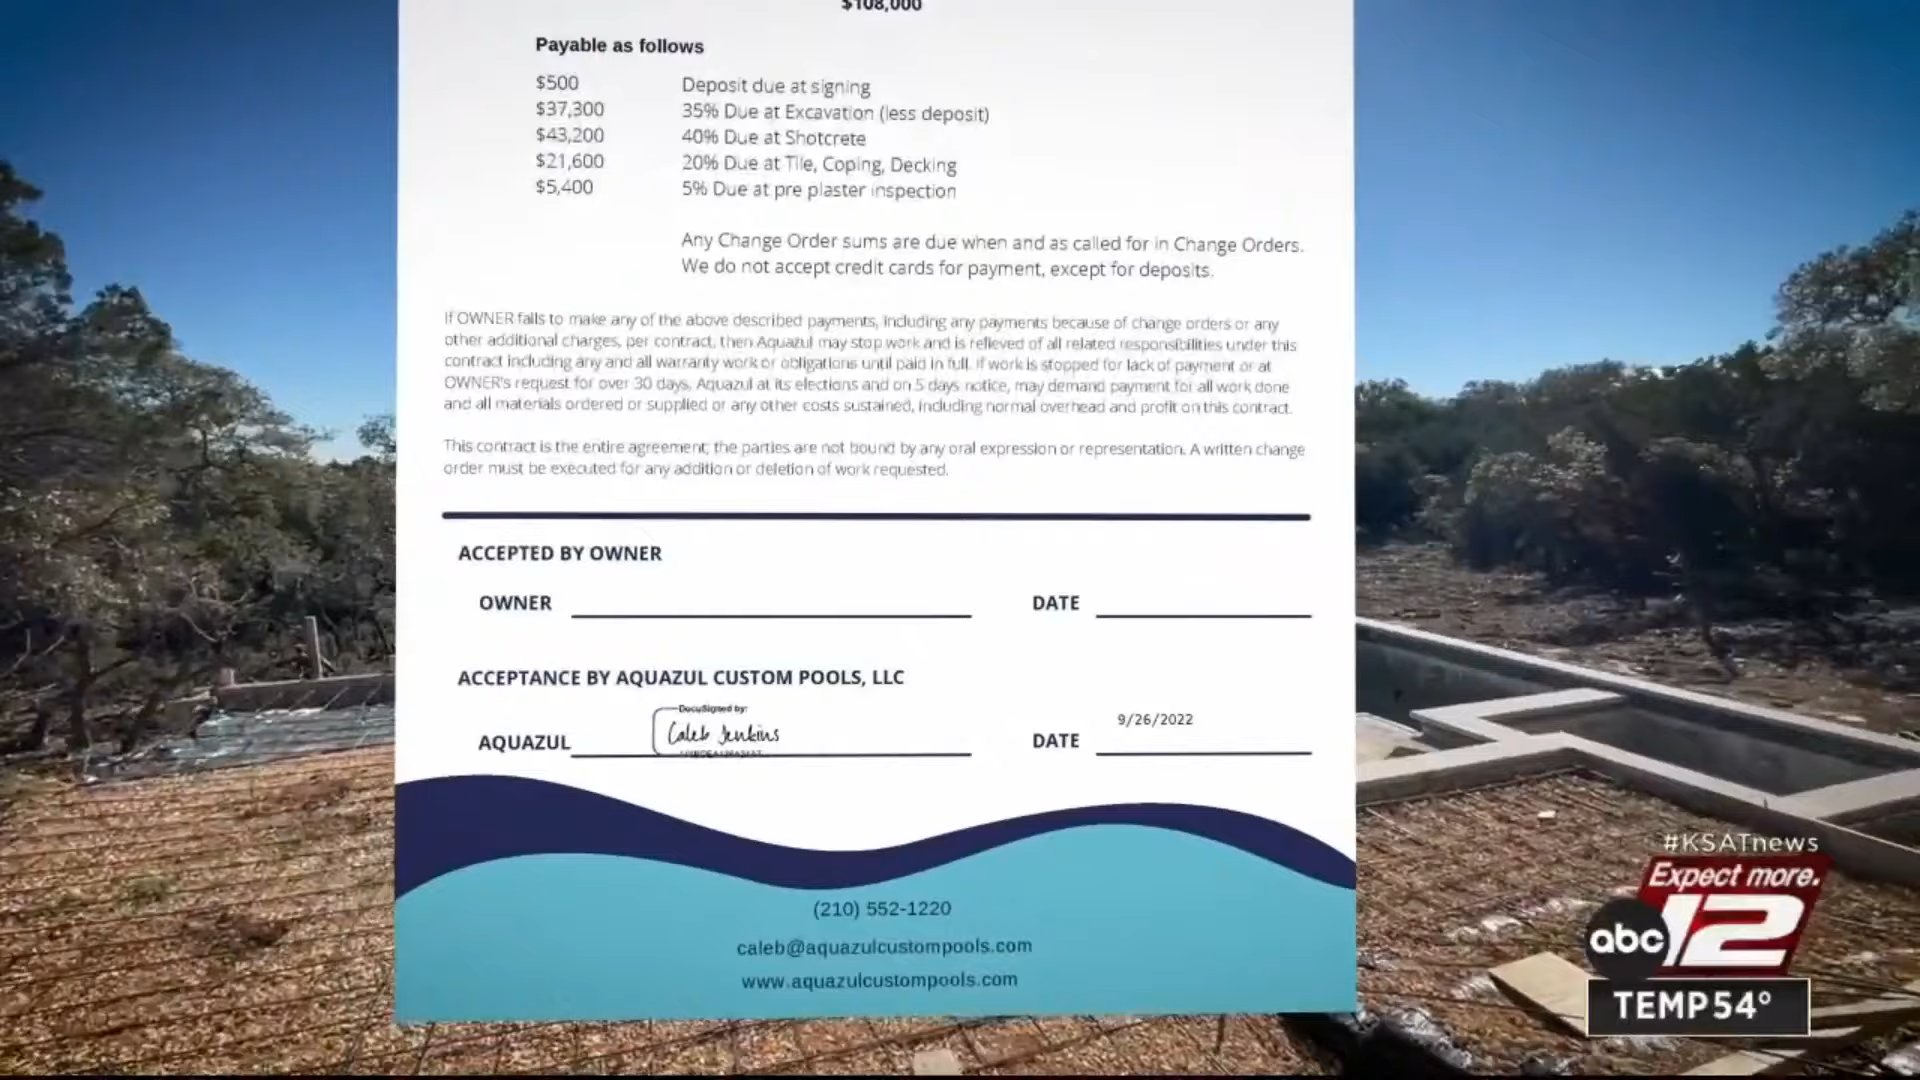 $108,000
Payable as follows
$500 Deposit due at signing
$37,300 35% Due at Excavation (less deposit)
$43,200 40% Due at Shotcrete
$21,600 20% Due at Tile, Coping, Decking
$5,400 5% Due at pre plaster inspection
Any Change Order sums are due when and as called for in Change Orders.
We do not accept credit cards for payment, except for deposits.
If OWNER fails to make any of the above described payments, including any payments because of change orders or any
other additional charges, per contract, then Aquazul may stop work and is relieved of all related responsibilities under this
contract including any and all warranty work or obligations until paid in full. If work is stopped for lack of payment or at
OWNER's request for over 30 days, Aquazul at its elections and on 5 days notice, may demand payment for all work done
and all materials ordered or supplied or any other costs sustained, including normal overhead and profit on this contract.
This contract is the entire agreement; the parties are not bound by any oral expression or representation. A written change
order must be executed for any addition or deletion of work requested.
ACCEPTED BY OWNER
OWNER DATE
ACCEPTANCE BY AQUAZUL CUSTOM POOLS, LLC
DocuSigned by:
AQUAZUL Caleb Jenkins DATE 9/26/2022
(210) 552-1220
caleb@aquazulcustompools.com
www.aquazulcustompools.com
#KSATnews
Expect more.
abc 12
TEMP 54°